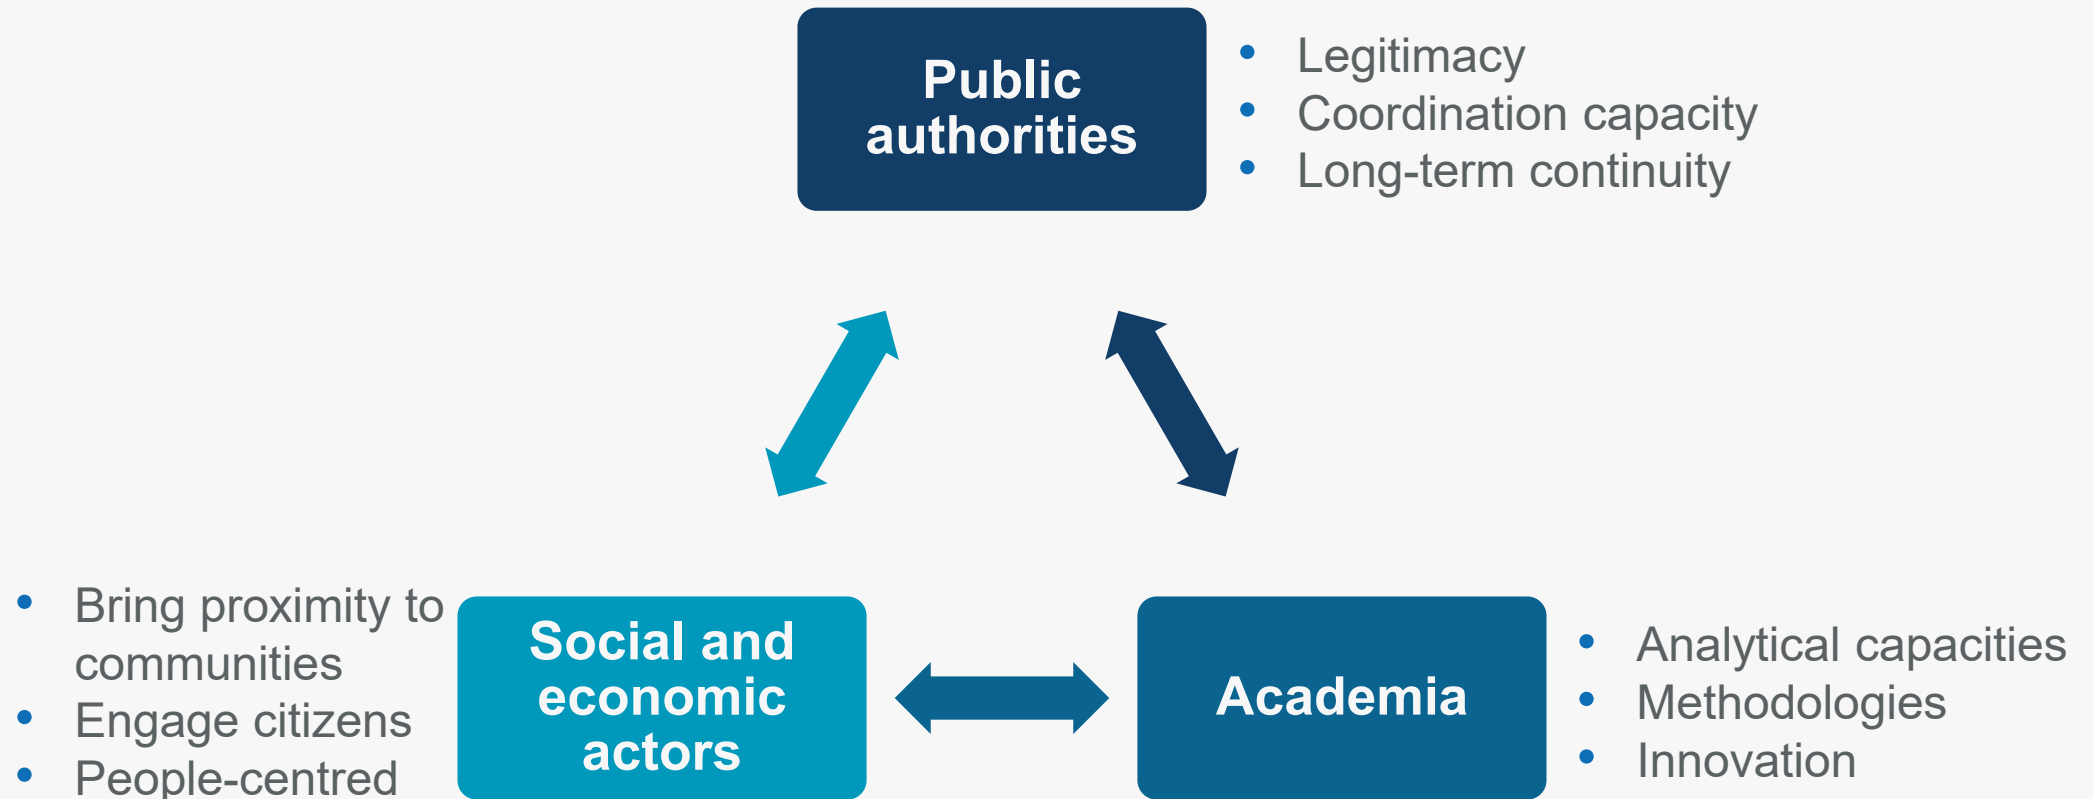 Public
authorities
• Legitimacy
• Coordination capacity
• Long-term continuity
• Bring proximity to
communities
• Engage citizens
• People-centred
Social and
economic
actors
Academia
• Analytical capacities
• Methodologies
• Innovation